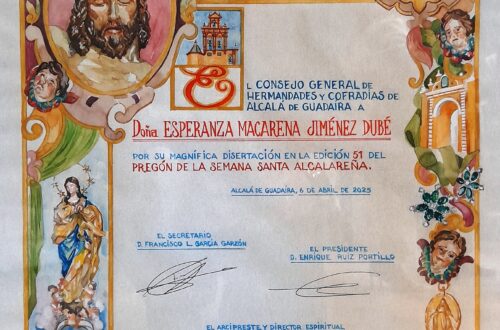 EL CONSEJO GENERAL DE
HERMANDADES Y COFRADÍAS DE
ALCALÁ DE GUADAIRA A
DOÑA ESPERANZA MACARENA JIMÉNEZ DUBÉ
POR SU MAGNÍFICA DISERTACIÓN EN LA EDICIÓN 51 DEL
PREGÓN DE LA SEMANA SANTA ALCALAREÑA.
ALCALÁ DE GUADAIRA, 6 DE ABRIL DE 2025
EL SECRETARIO
D. FRANCISCO L. GARCÍA GARZÓN
EL PRESIDENTE
D. ENRIQUE RUIZ PORTILLO
EL ARCIPRESTE Y DIRECTOR ESPIRITUAL